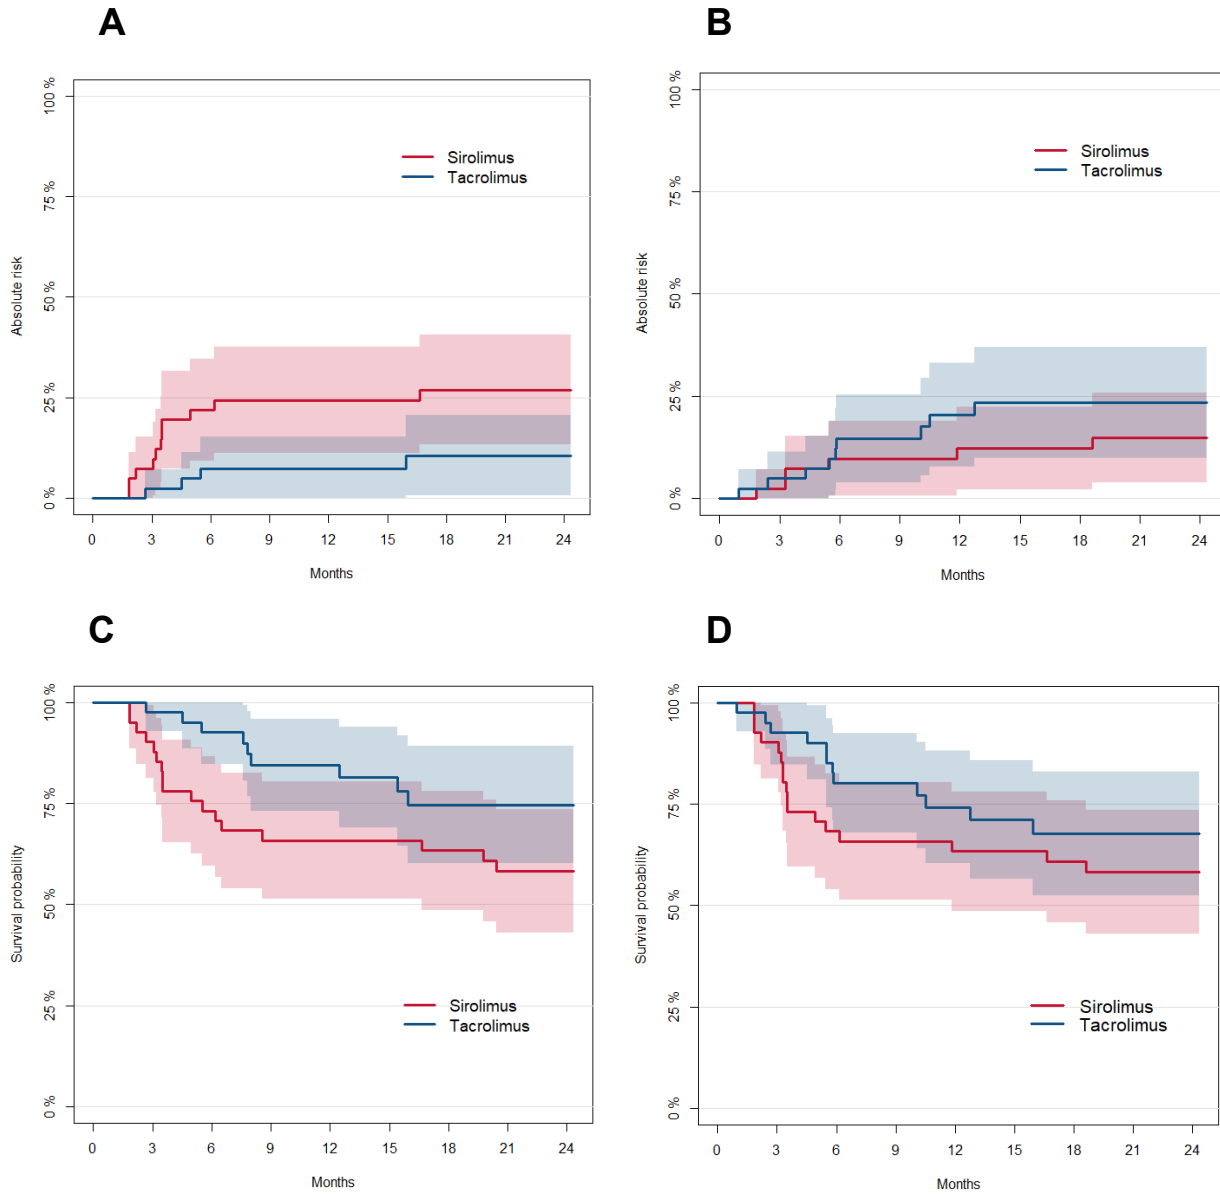 A
B
100 %
75 %
50 %
25 %
0 %
Absolute risk
Sirolimus
Tacrolimus
0 3 6 9 12 15 18 21 24
Months
100 %
75 %
50 %
25 %
0 %
Absolute risk
Sirolimus
Tacrolimus
0 3 6 9 12 15 18 21 24
Months
C
D
100 %
75 %
50 %
25 %
0 %
Survival probability
Sirolimus
Tacrolimus
0 3 6 9 12 15 18 21 24
Months
100 %
75 %
50 %
25 %
0 %
Survival probability
Sirolimus
Tacrolimus
0 3 6 9 12 15 18 21 24
Months